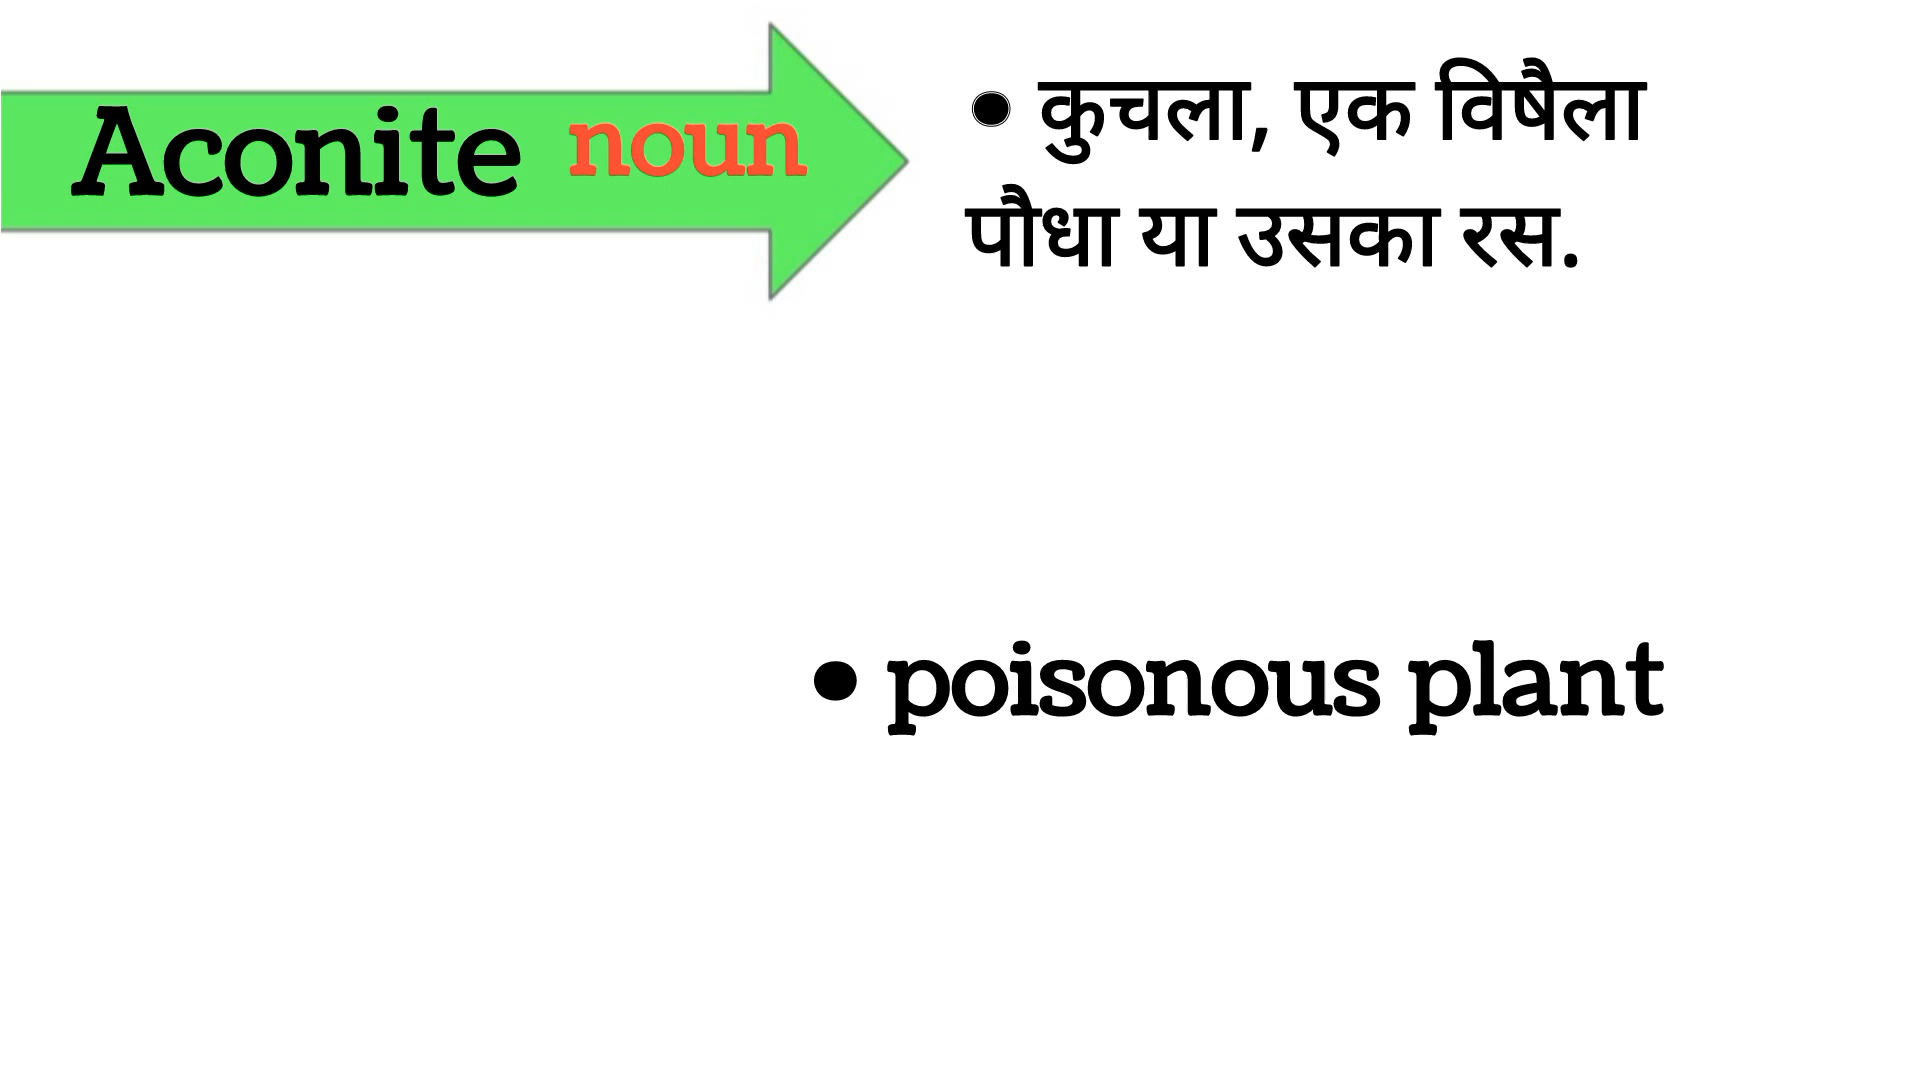 Aconite noun
• कुचला, एक विषैला
पौधा या उसका रस.
• poisonous plant